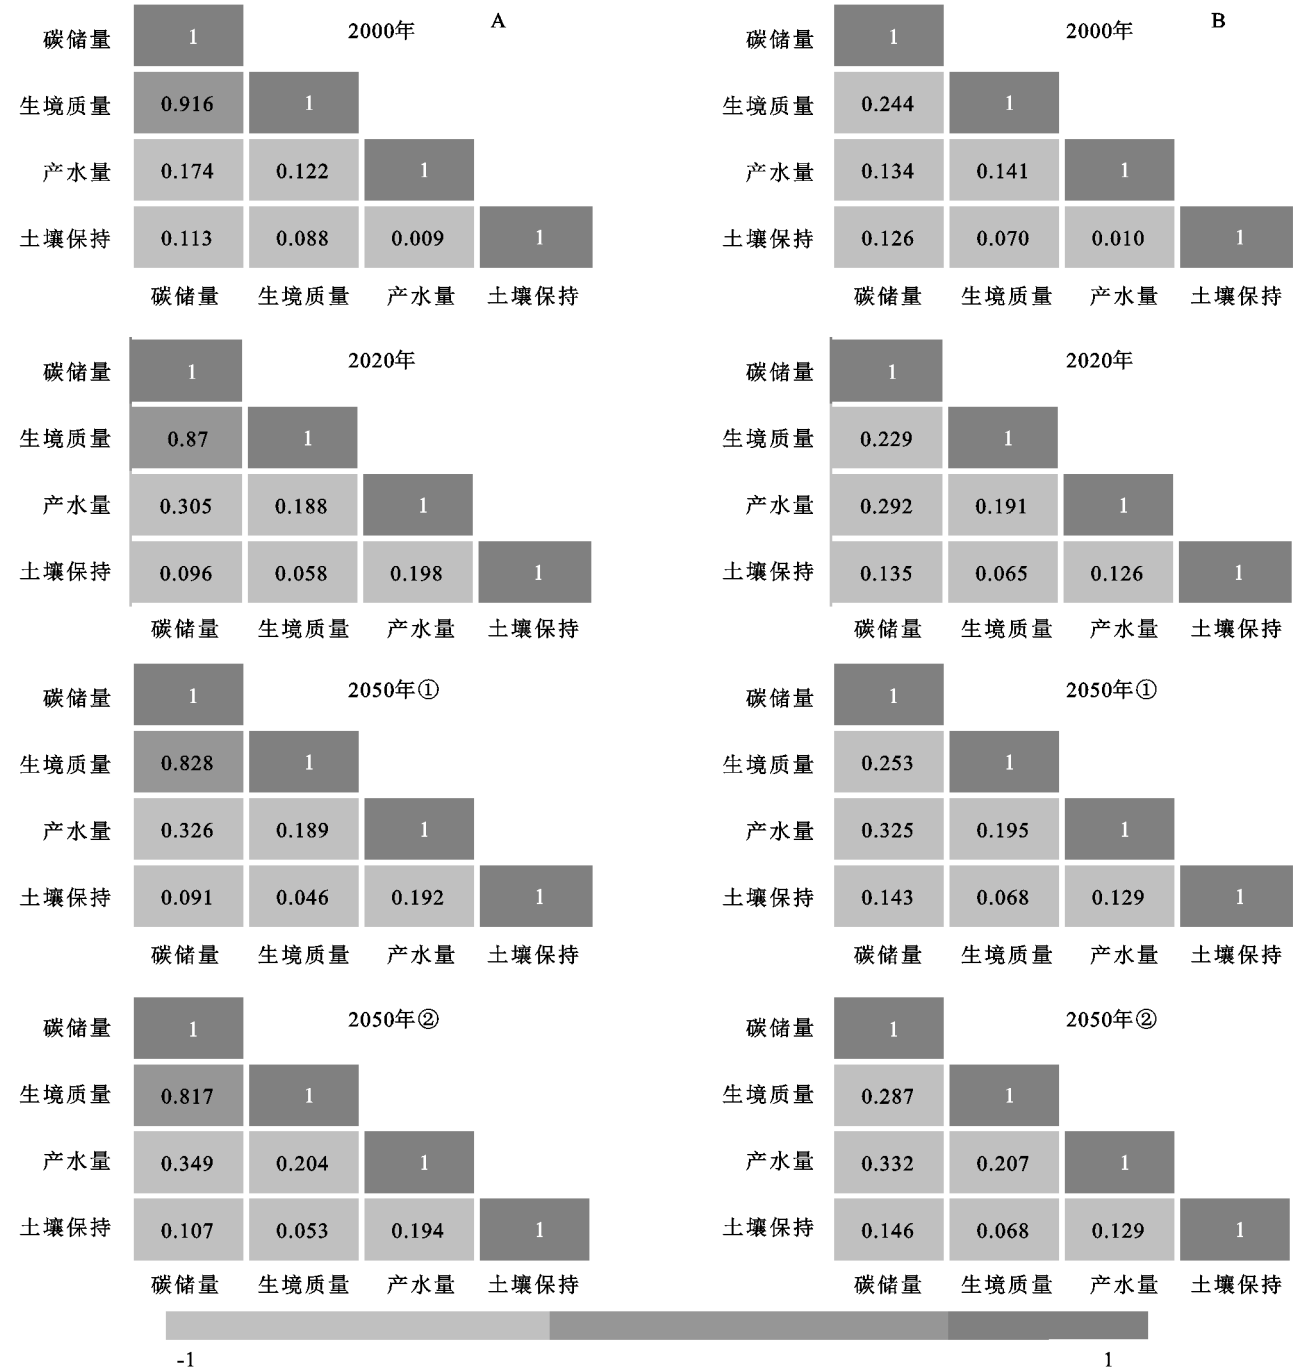 A
B
碳储量 1 2000年
碳储量 1 2000年
生境质量 0.916 1
生境质量 0.244 1
产水量 0.174 0.122 1
产水量 0.134 0.141 1
土壤保持 0.113 0.088 0.009 1
土壤保持 0.126 0.070 0.010 1
碳储量 生境质量 产水量 土壤保持
碳储量 生境质量 产水量 土壤保持
碳储量 1 2020年
碳储量 1 2020年
生境质量 0.87 1
生境质量 0.229 1
产水量 0.305 0.188 1
产水量 0.292 0.191 1
土壤保持 0.096 0.058 0.198 1
土壤保持 0.135 0.065 0.126 1
碳储量 生境质量 产水量 土壤保持
碳储量 生境质量 产水量 土壤保持
碳储量 1 2050年①
碳储量 1 2050年①
生境质量 0.828 1
生境质量 0.253 1
产水量 0.326 0.189 1
产水量 0.325 0.195 1
土壤保持 0.091 0.046 0.192 1
土壤保持 0.143 0.068 0.129 1
碳储量 生境质量 产水量 土壤保持
碳储量 生境质量 产水量 土壤保持
碳储量 1 2050年②
碳储量 1 2050年②
生境质量 0.817 1
生境质量 0.287 1
产水量 0.349 0.204 1
产水量 0.332 0.207 1
土壤保持 0.107 0.053 0.194 1
土壤保持 0.146 0.068 0.129 1
碳储量 生境质量 产水量 土壤保持
碳储量 生境质量 产水量 土壤保持
-1 1